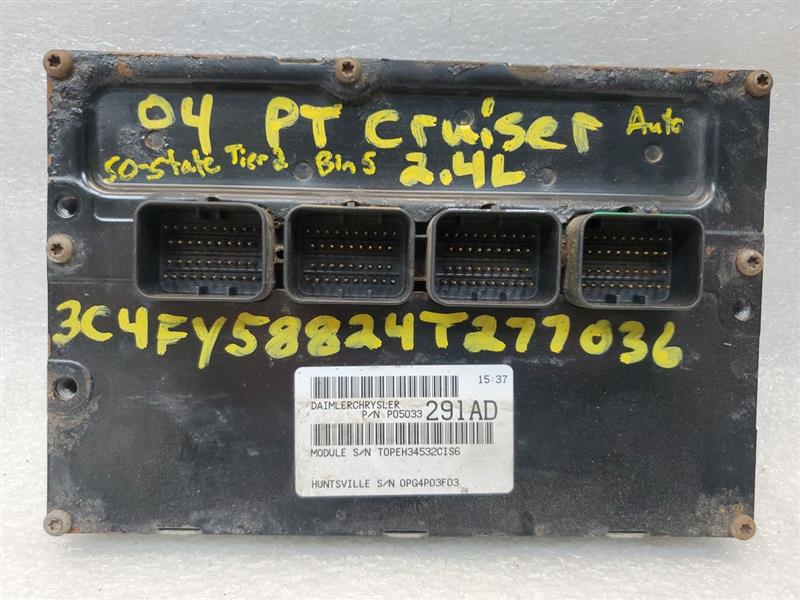 04 PT Cruiser Auto
50-State Tier 2 Bin 5 2.4L
3C4FY58824T277036
15:37
DAIMLERCHRYSLER
P/N P05033 291AD
MODULE S/N T0PEH34532CIS6
HUNTSVILLE S/N 0PG4P03F03